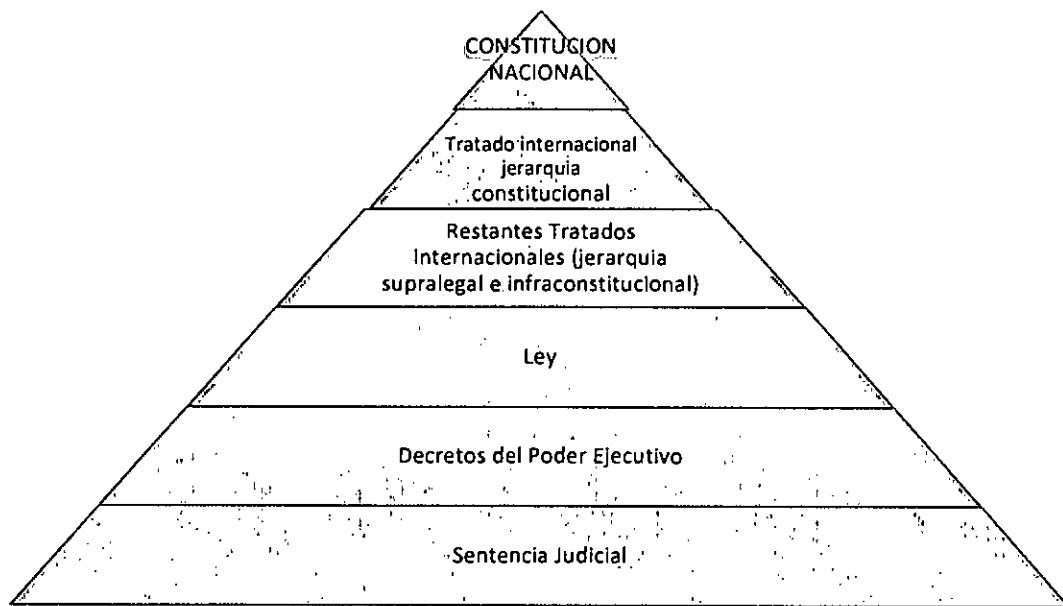 CONSTITUCION
NACIONAL
Tratado internacional
jerarquia
constitucional
Restantes Tratados
Internacionales (jerarquia
supralegal e infraconstitucional)
Ley
Decretos del Poder Ejecutivo
Sentencia Judicial